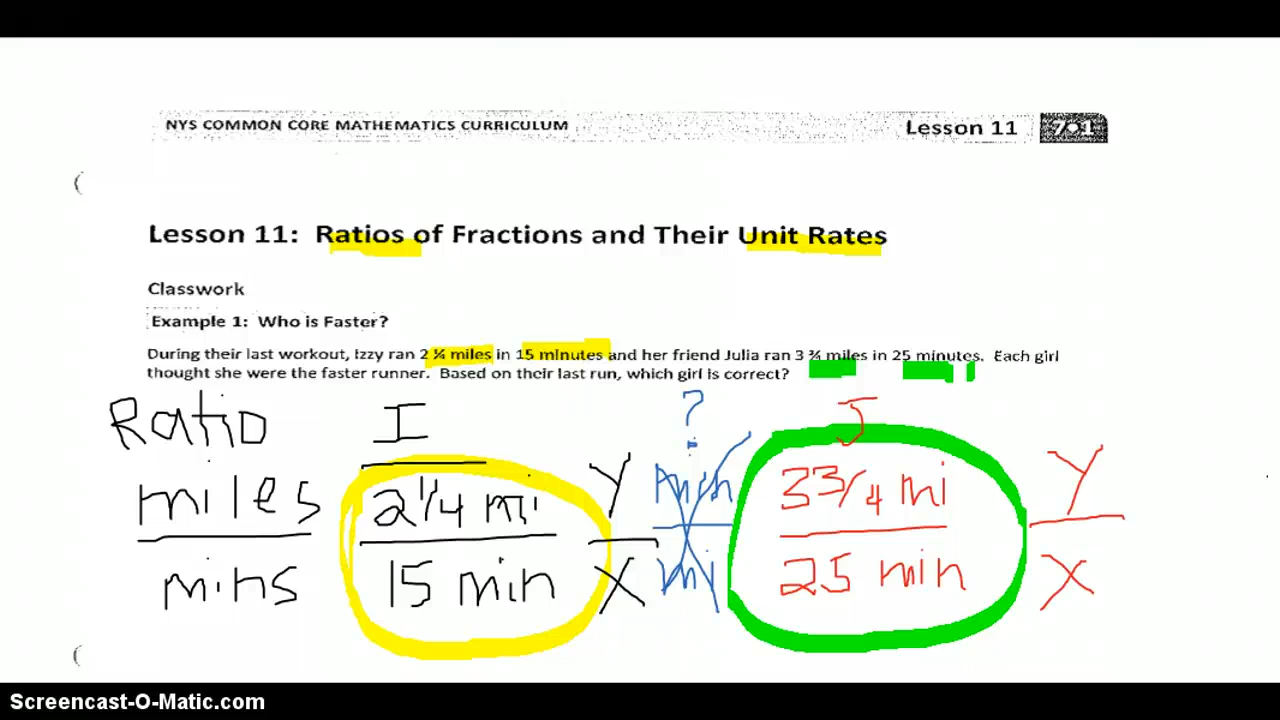 NYS COMMON CORE MATHEMATICS CURRICULUM Lesson 11 7•1
Lesson 11: Ratios of Fractions and Their Unit Rates
Classwork
Example 1: Who is Faster?
During their last workout, Izzy ran 2 ¼ miles in 15 minutes and her friend Julia ran 3 ¾ miles in 25 minutes. Each girl
thought she were the faster runner. Based on their last run, which girl is correct?
Ratio I ? J
miles 2 1/4 mi Y min 3 3/4 mi Y
mins 15 min X mi 25 min X
Screencast-O-Matic.com